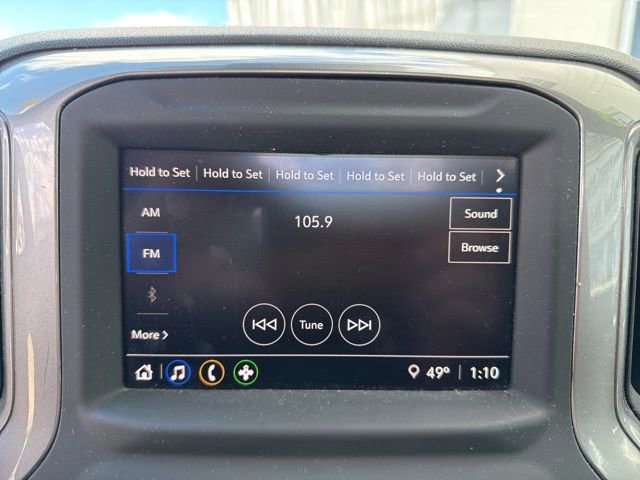 Hold to Set Hold to Set Hold to Set Hold to Set Hold to Set
AM
105.9
Sound
FM
Browse
Tune
More
49° 1:10